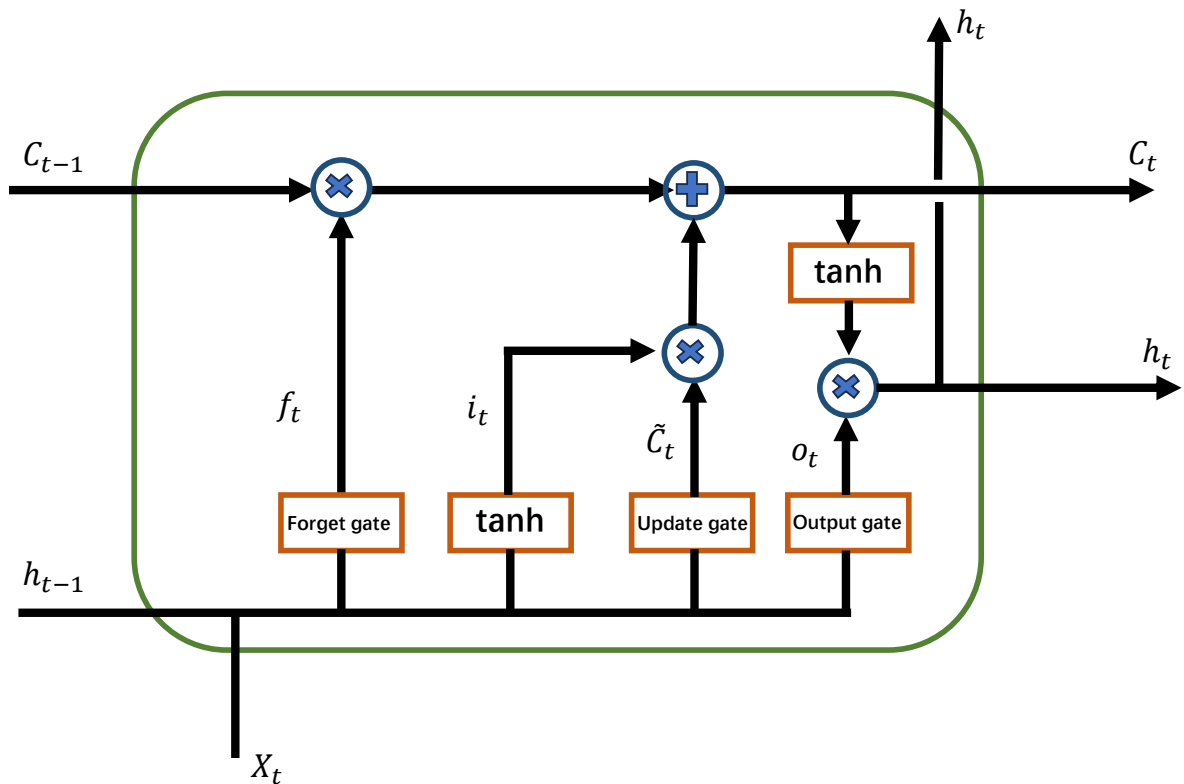 h_t
C_{t-1}
C_t
tanh
h_t
f_t
i_t
C̃_t
o_t
Forget gate
tanh
Update gate
Output gate
h_{t-1}
X_t